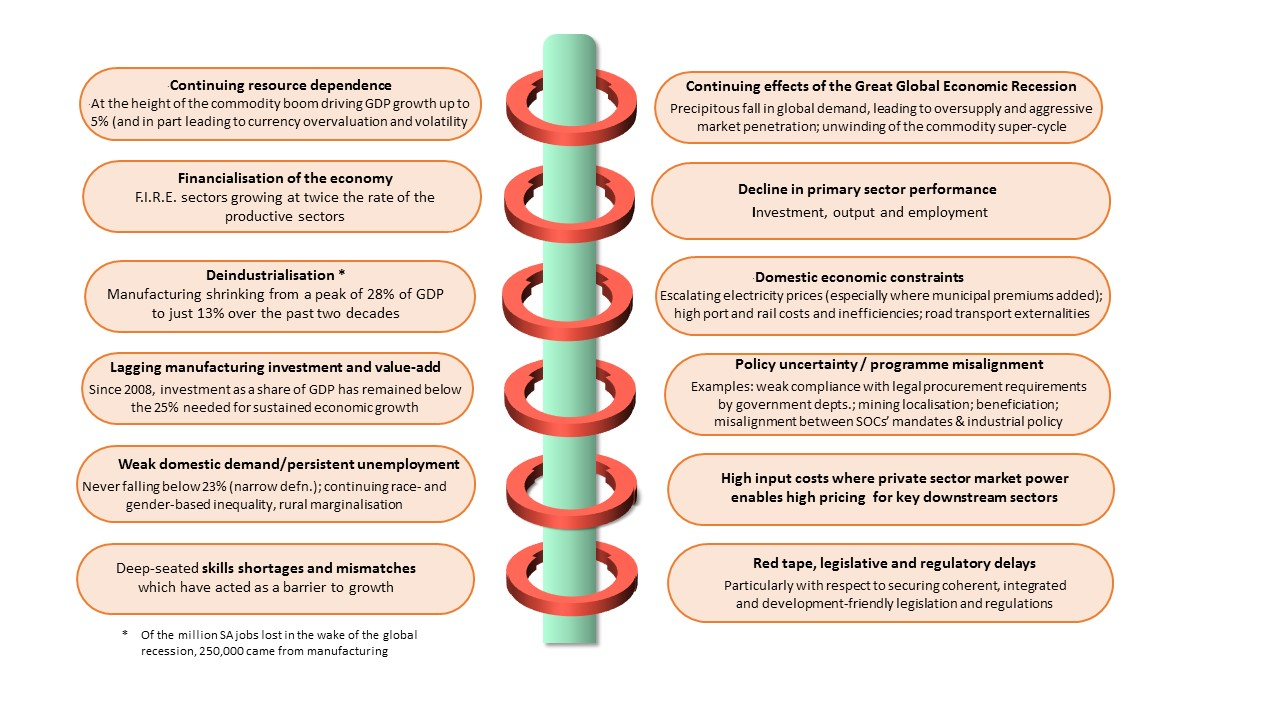 Continuing resource dependence
At the height of the commodity boom driving GDP growth up to
5% (and in part leading to currency overvaluation and volatility
Financialisation of the economy
F.I.R.E. sectors growing at twice the rate of the
productive sectors
Deindustrialisation *
Manufacturing shrinking from a peak of 28% of GDP
to just 13% over the past two decades
Lagging manufacturing investment and value-add
Since 2008, investment as a share of GDP has remained below
the 25% needed for sustained economic growth
Weak domestic demand/persistent unemployment
Never falling below 23% (narrow defn.); continuing race- and
gender-based inequality, rural marginalisation
Deep-seated skills shortages and mismatches
which have acted as a barrier to growth
* Of the million SA jobs lost in the wake of the global
recession, 250,000 came from manufacturing
Continuing effects of the Great Global Economic Recession
Precipitous fall in global demand, leading to oversupply and aggressive
market penetration; unwinding of the commodity super-cycle
Decline in primary sector performance
Investment, output and employment
Domestic economic constraints
Escalating electricity prices (especially where municipal premiums added);
high port and rail costs and inefficiencies; road transport externalities
Policy uncertainty / programme misalignment
Examples: weak compliance with legal procurement requirements
by government depts.; mining localisation; beneficiation;
misalignment between SOCs' mandates & industrial policy
High input costs where private sector market power
enables high pricing for key downstream sectors
Red tape, legislative and regulatory delays
Particularly with respect to securing coherent, integrated
and development-friendly legislation and regulations